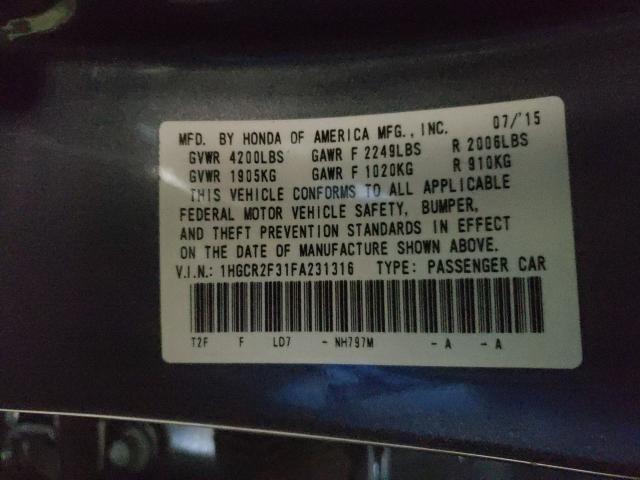 MFD. BY HONDA OF AMERICA MFG., INC. 07/'15
GVWR 4200LBS GAWR F 2249LBS R 2006LBS
GVWR 1905KG GAWR F 1020KG R 910KG
THIS VEHICLE CONFORMS TO ALL APPLICABLE
FEDERAL MOTOR VEHICLE SAFETY, BUMPER,
AND THEFT PREVENTION STANDARDS IN EFFECT
ON THE DATE OF MANUFACTURE SHOWN ABOVE.
V.I.N.: 1HGCR2F31FA231316 TYPE: PASSENGER CAR
T2F F LD7 - NH797M - A - A